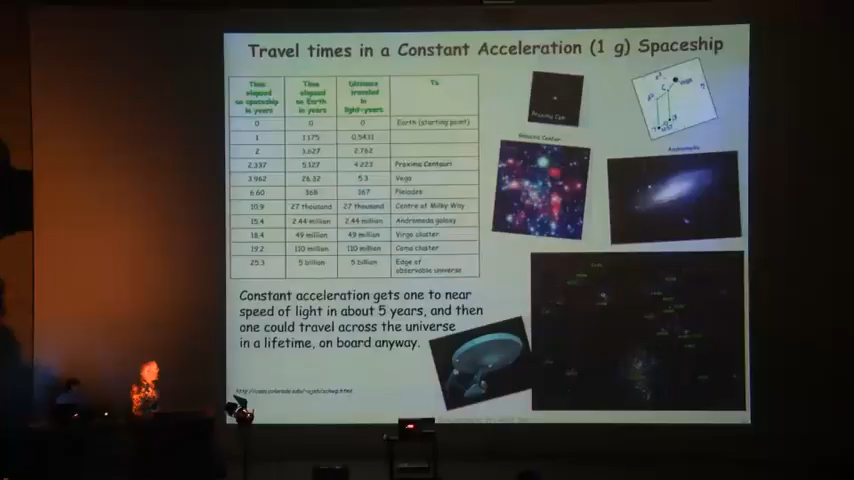 Travel times in a Constant Acceleration (1 g) Spaceship
Time elapsed on spaceship in years | Time elapsed on Earth in years | Distance traveled in light-years | To
0 | 0 | 0 | Earth (starting point)
1 | 1.175 | 0.5431
2 | 3.627 | 2.762
2.337 | 5.127 | 4.223 | Proxima Centauri
3.962 | 26.32 | 5.3 | Vega
6.60 | 368 | 367 | Pleiades
10.9 | 27 thousand | 27 thousand | Centre of Milky Way
15.4 | 2.44 million | 2.44 million | Andromeda galaxy
18.4 | 49 million | 49 million | Virgo cluster
19.2 | 110 million | 110 million | Coma cluster
25.3 | 5 billion | 5 billion | Edge of observable universe
Proxima Cen
Vega
Galactic Center
Andromeda
Constant acceleration gets one to near
speed of light in about 5 years, and then
one could travel across the universe
in a lifetime, on board anyway.